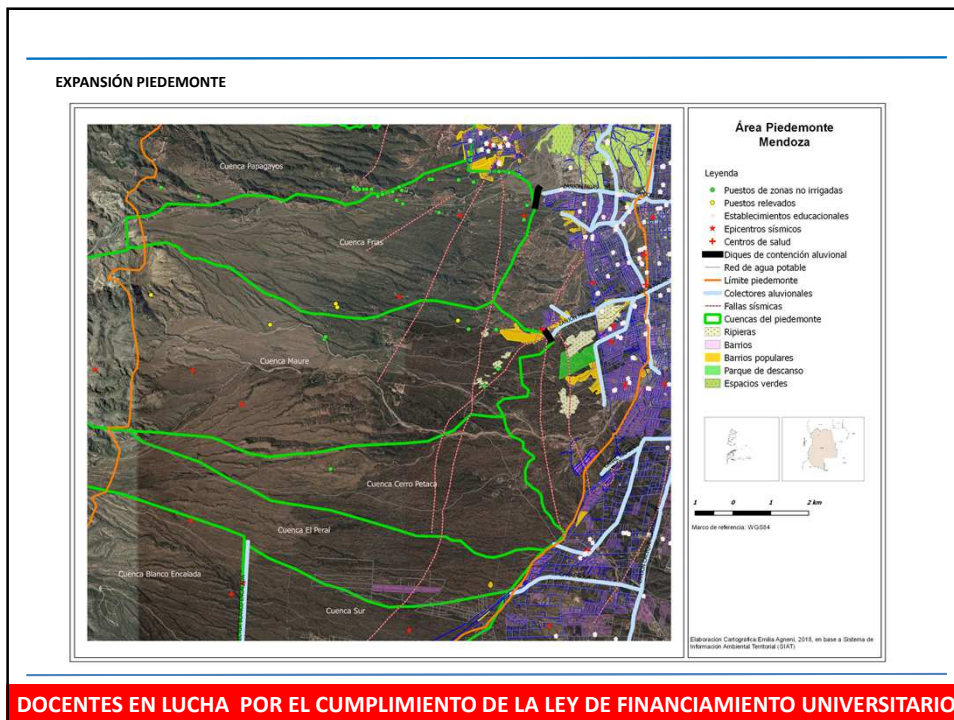 EXPANSIÓN PIEDEMONTE
Cuenca Papagayos
Cuenca Frías
Cuenca Maure
Cuenca Cerro Petaca
Cuenca El Peral
Cuenca Blanco Encalada
Cuenca Sur
Área Piedemonte
Mendoza
Leyenda
Puestos de zonas no irrigadas
Puestos relevados
Establecimientos educacionales
Epicentros sísmicos
Centros de salud
Diques de contención aluvional
Red de agua potable
Límite piedemonte
Colectores aluvionales
Fallas sísmicas
Cuencas del piedemonte
Ripieras
Barrios
Barrios populares
Parque de descanso
Espacios verdes
1 0 1 2 km
Marco de referencia: WGS84
Elaboración Cartográfica Emilia Agneni, 2018, en base a Sistema de
Información Ambiental Territorial (SIAT)
DOCENTES EN LUCHA POR EL CUMPLIMIENTO DE LA LEY DE FINANCIAMIENTO UNIVERSITARIO